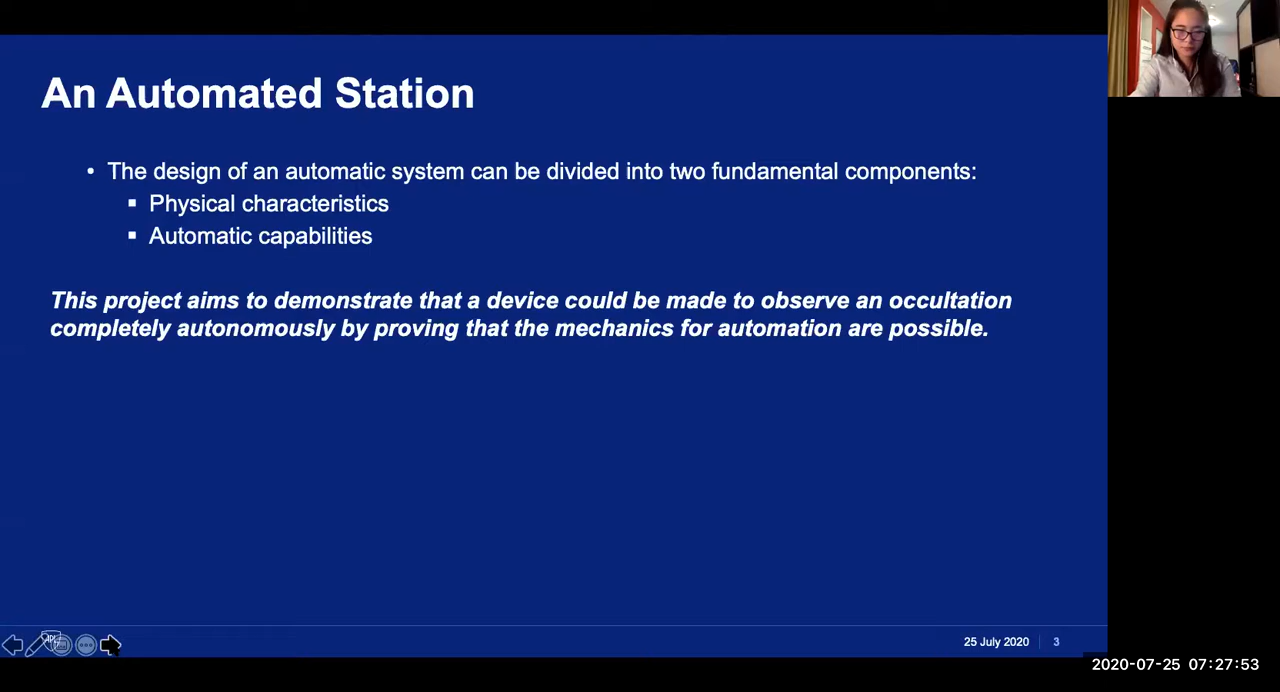 An Automated Station
• The design of an automatic system can be divided into two fundamental components:
▪ Physical characteristics
▪ Automatic capabilities
This project aims to demonstrate that a device could be made to observe an occultation
completely autonomously by proving that the mechanics for automation are possible.
APL
25 July 2020 3
2020-07-25 07:27:53